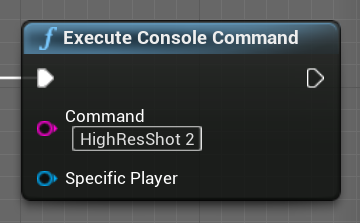 f Execute Console Command
Command
HighResShot 2
Specific Player